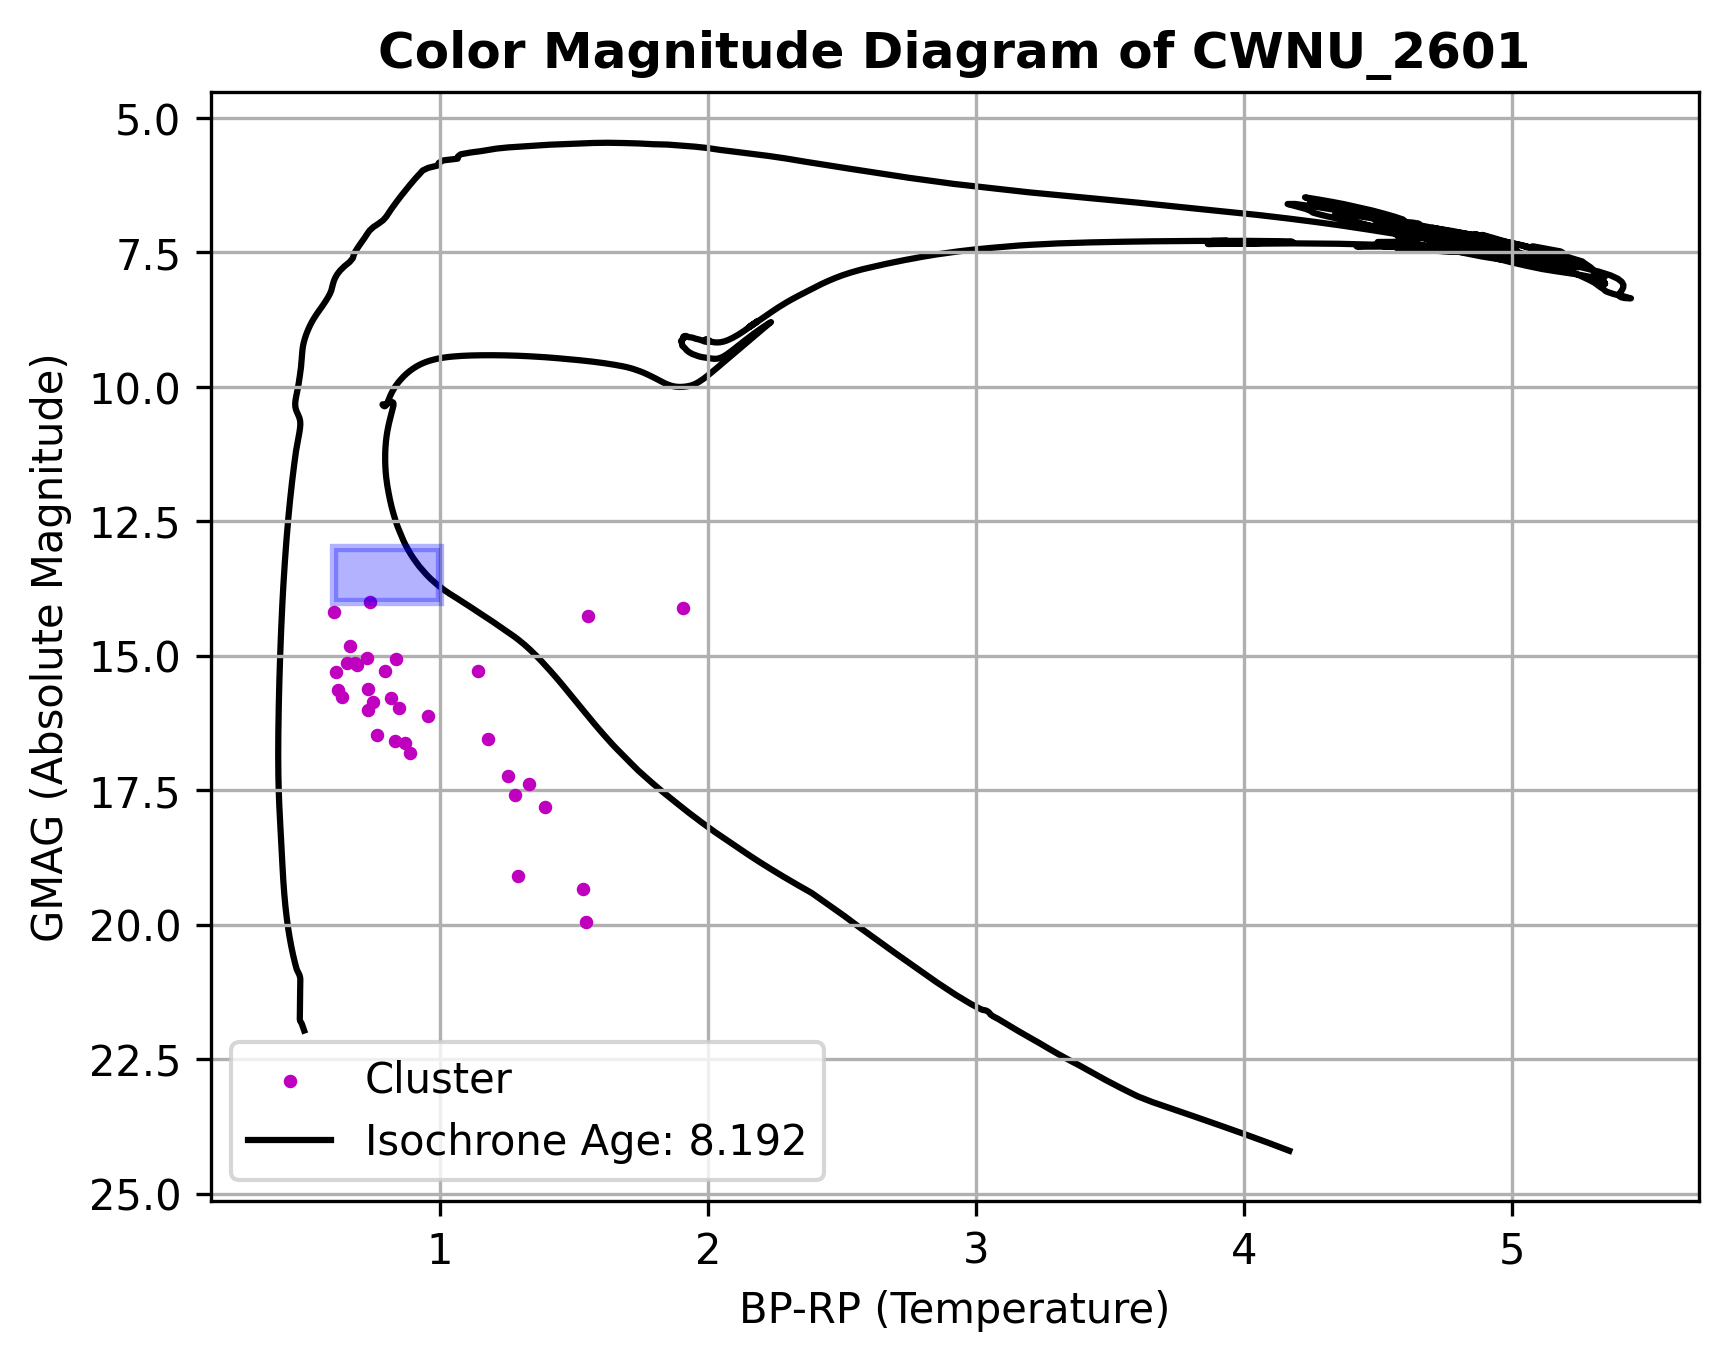 Color Magnitude Diagram of CWNU_2601
GMAG (Absolute Magnitude)
5.0
7.5
10.0
12.5
15.0
17.5
20.0
22.5
25.0
Cluster
Isochrone Age: 8.192
1 2 3 4 5
BP-RP (Temperature)